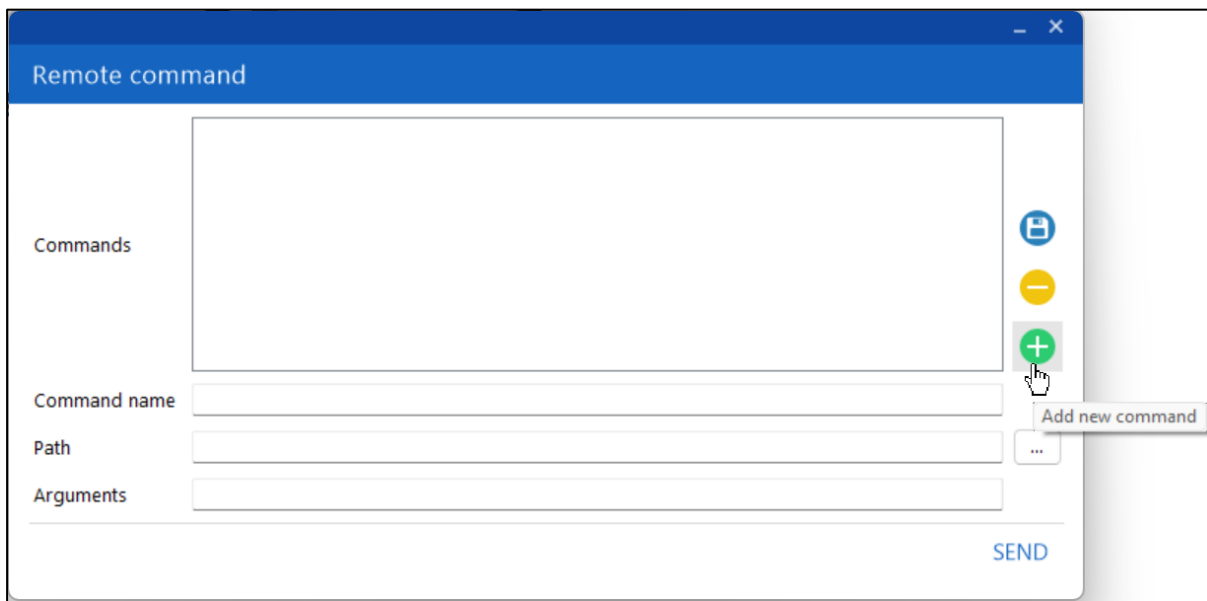 Remote command
Commands
Command name
Add new command
Path
...
Arguments
SEND